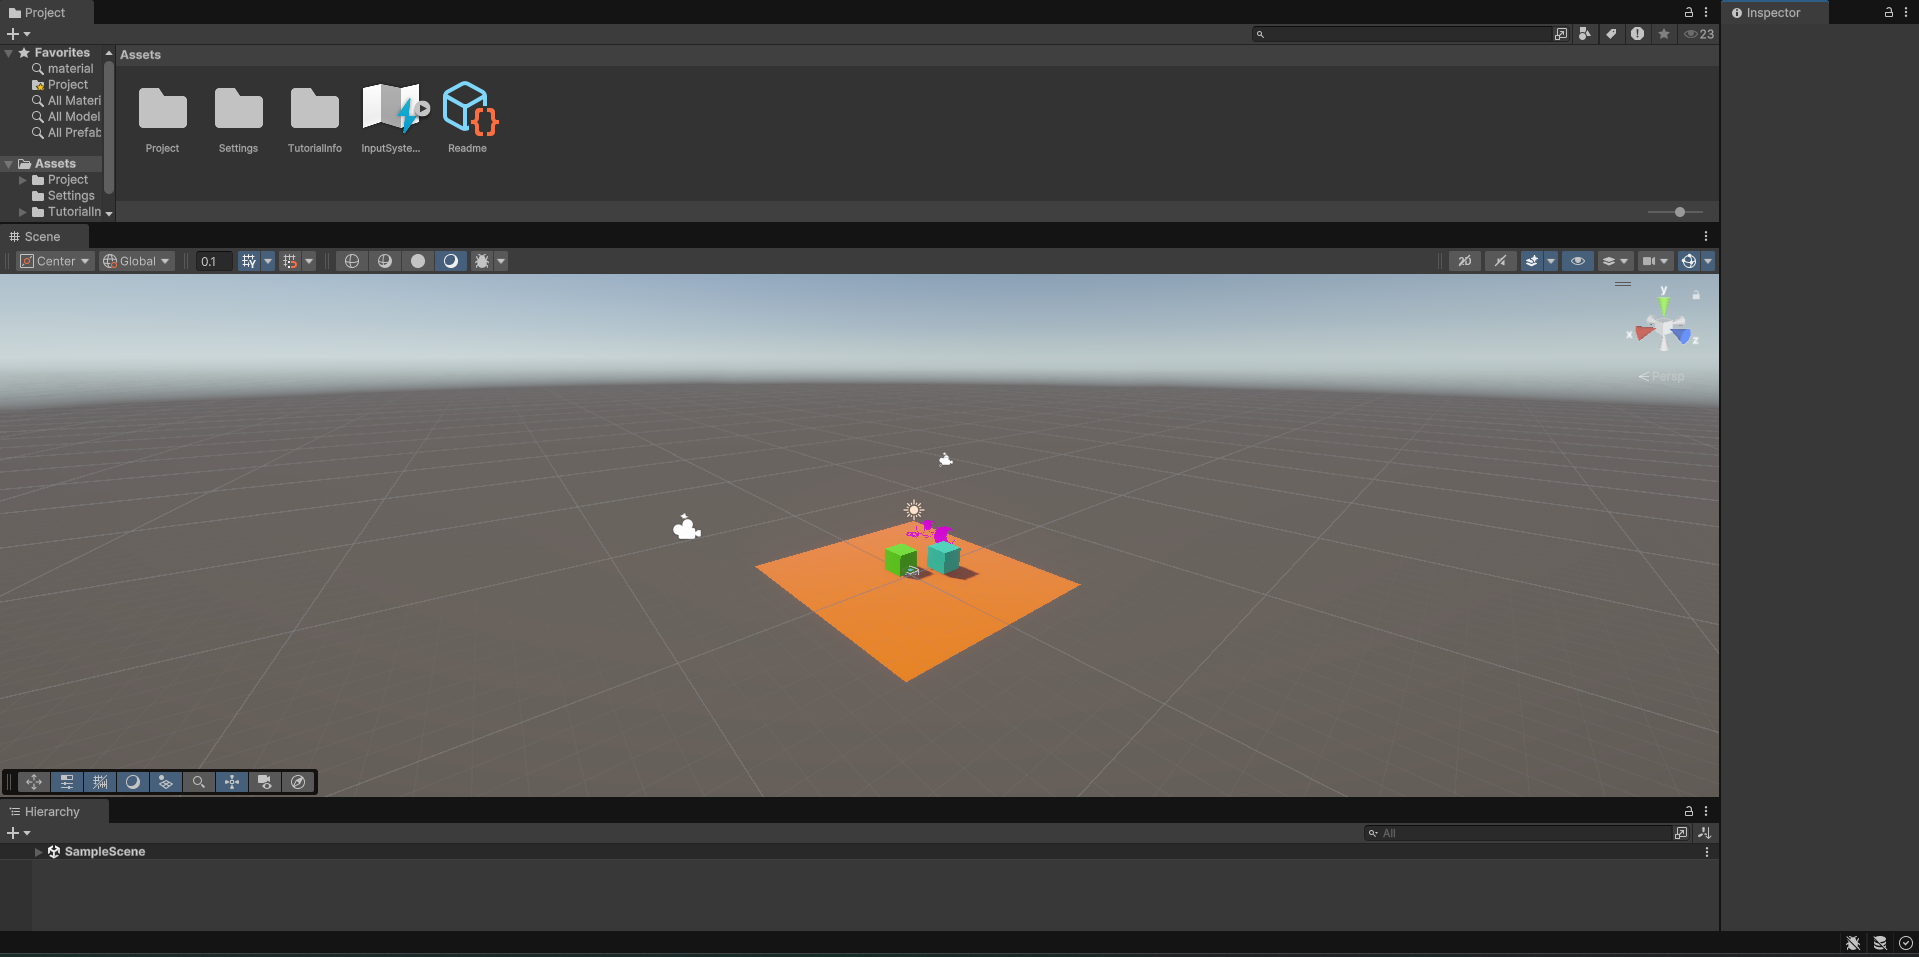 Project
Inspector
23
Favorites
Assets
material
Project
All Materi
All Model
All Prefab
Project
Settings
TutorialInfo
InputSyste...
Readme
Assets
Project
Settings
TutorialIn
Scene
Center
Global
0.1
2D
y
x
z
Persp
Hierarchy
All
SampleScene